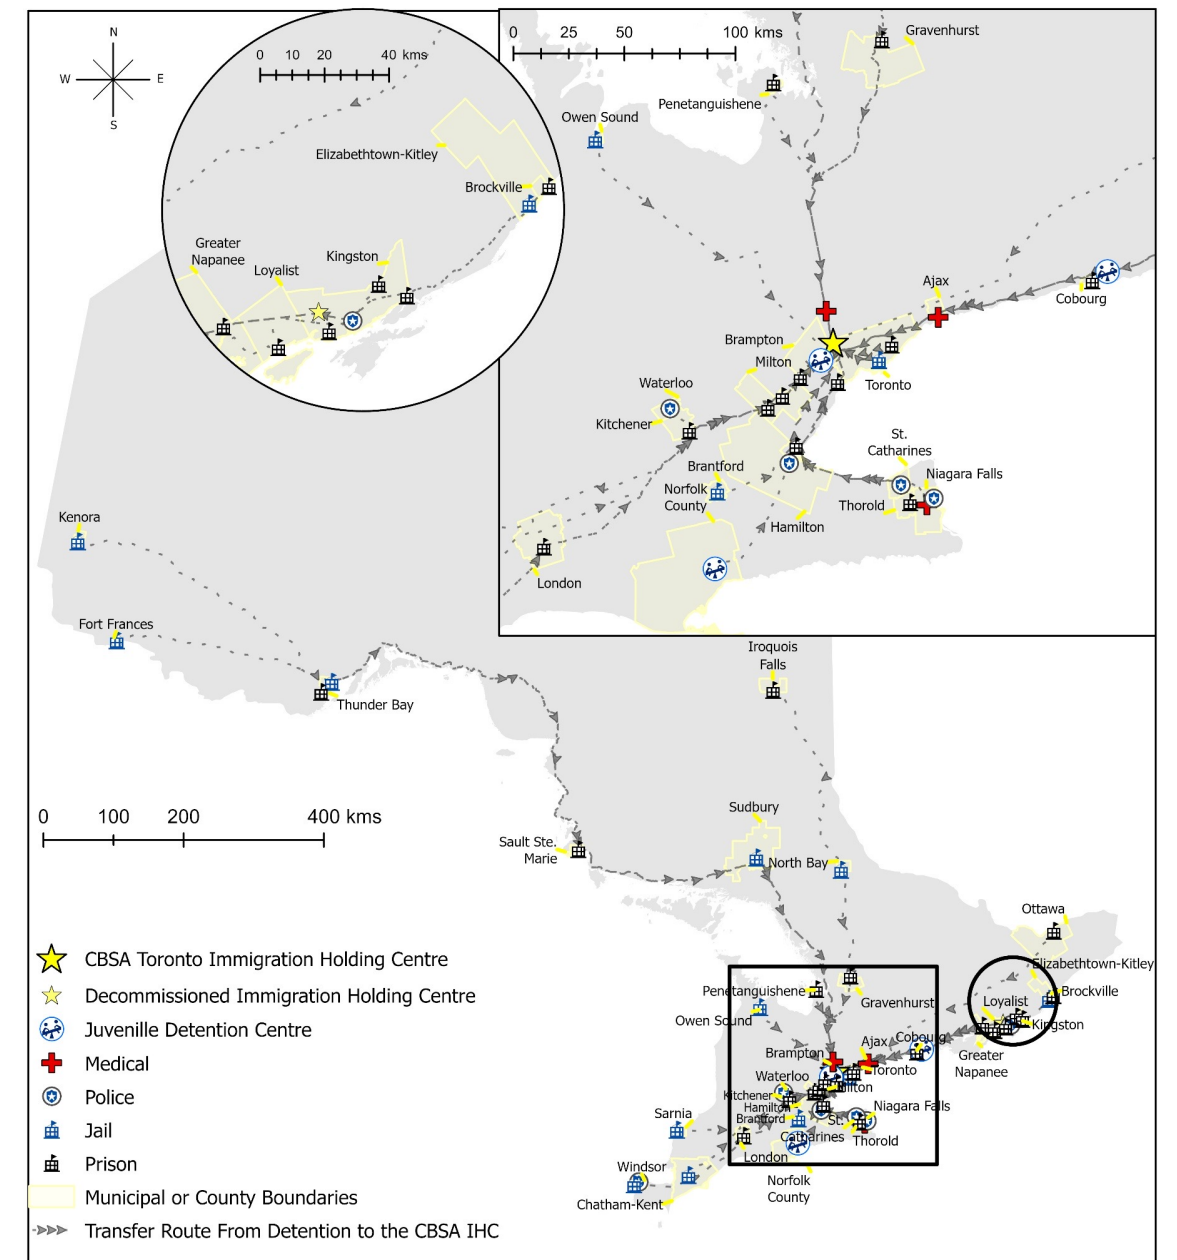 N
W E
S
0 10 20 40 kms
Elizabethtown-Kitley
Brockville
Greater
Napanee
Loyalist
Kingston
0 25 50 100 kms
Gravenhurst
Penetanguishene
Owen Sound
Ajax
Cobourg
Brampton
Milton
Toronto
Waterloo
Kitchener
St.
Catharines
Brantford
Niagara Falls
Norfolk
County
Thorold
Hamilton
London
Kenora
Fort Frances
Thunder Bay
Iroquois
Falls
0 100 200 400 kms
Sudbury
Sault Ste.
Marie
North Bay
Ottawa
Elizabethtown-Kitley
Penetanguishene
Gravenhurst
Loyalist
Brockville
Owen Sound
Kingston
Brampton
Ajax
Cobourg
Greater
Napanee
Toronto
Waterloo
Milton
Kitchener
Hamilton
Niagara Falls
Sarnia
Brantford
St.
Catharines
Thorold
London
Windsor
Norfolk
County
Chatham-Kent
CBSA Toronto Immigration Holding Centre
Decommissioned Immigration Holding Centre
Juvenille Detention Centre
Medical
Police
Jail
Prison
Municipal or County Boundaries
Transfer Route From Detention to the CBSA IHC